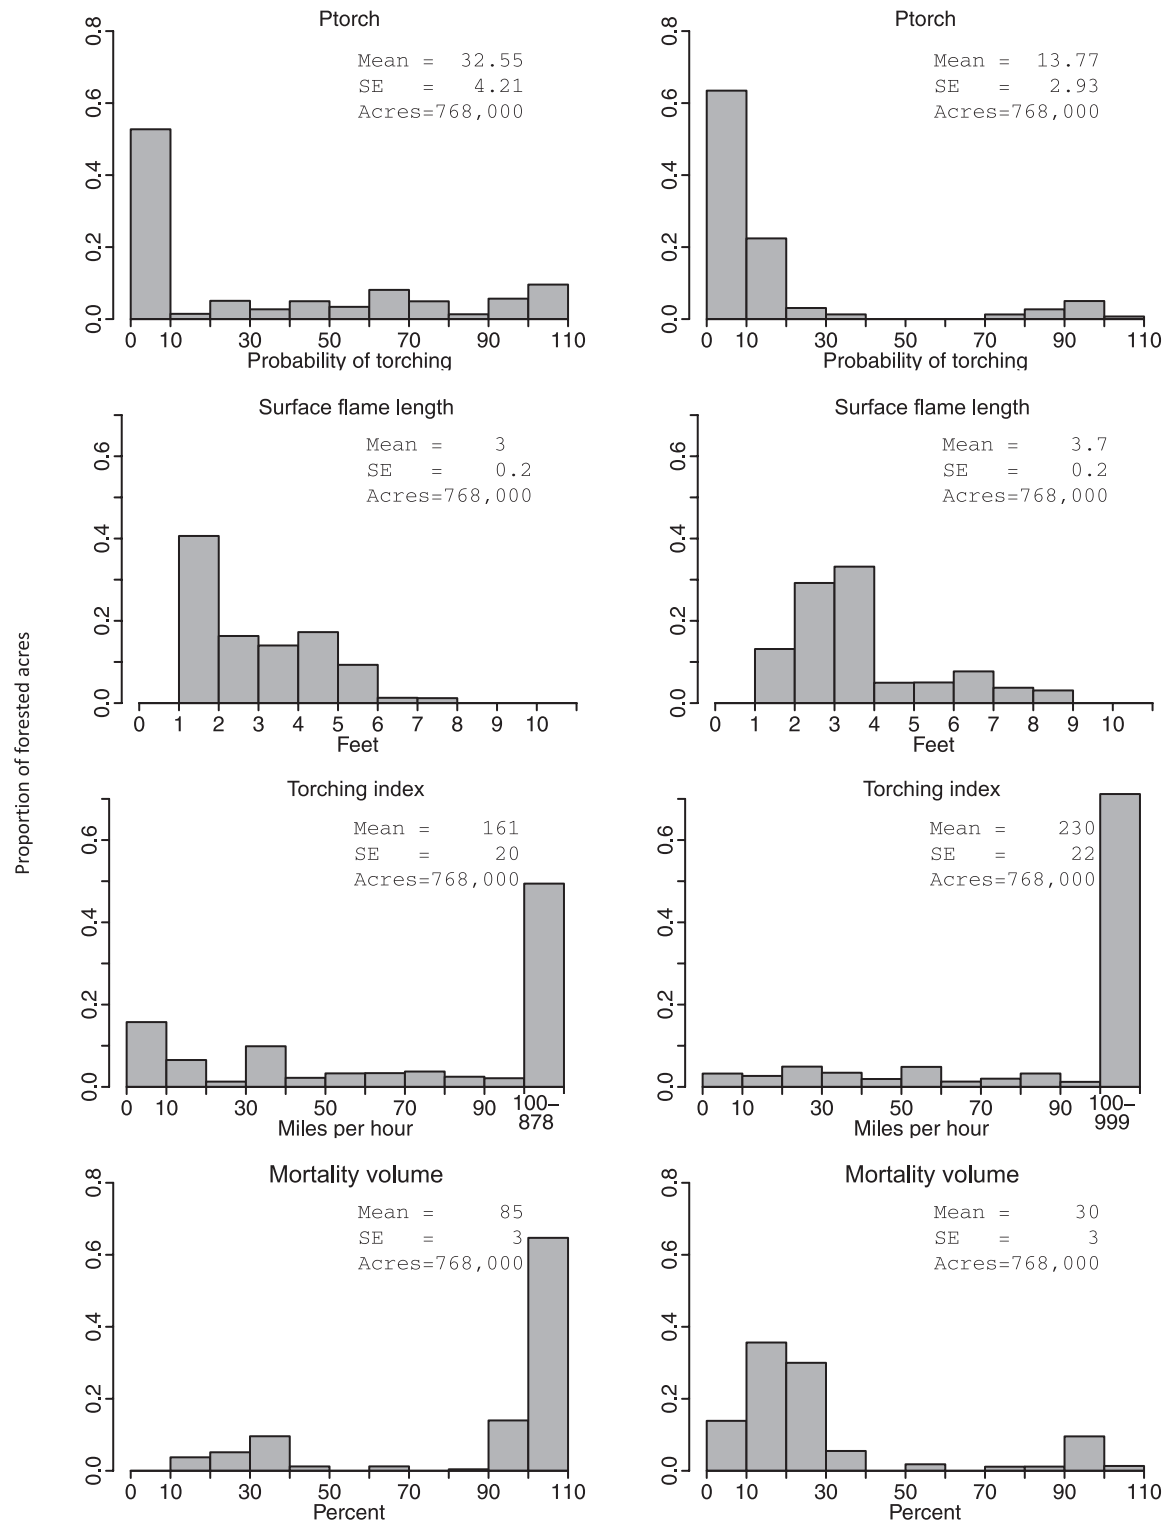 Proportion of forested acres
Ptorch
Mean = 32.55
SE = 4.21
Acres=768,000
0.0 0.2 0.4 0.6 0.8
0 10 30 50 70 90 110
Probability of torching
Ptorch
Mean = 13.77
SE = 2.93
Acres=768,000
0.0 0.2 0.4 0.6 0.8
0 10 30 50 70 90 110
Probability of torching
Surface flame length
Mean = 3
SE = 0.2
Acres=768,000
0.0 0.2 0.4 0.6
0 1 2 3 4 5 6 7 8 10
Feet
Surface flame length
Mean = 3.7
SE = 0.2
Acres=768,000
0.0 0.2 0.4 0.6
0 1 2 3 4 5 6 7 8 9 10
Feet
Torching index
Mean = 161
SE = 20
Acres=768,000
0.0 0.2 0.4 0.6
0 10 30 50 70 90 100–
878
Miles per hour
Torching index
Mean = 230
SE = 22
Acres=768,000
0.0 0.2 0.4 0.6
0 10 30 50 70 90 100–
999
Miles per hour
Mortality volume
Mean = 85
SE = 3
Acres=768,000
0.0 0.2 0.4 0.6 0.8
0 10 30 50 70 90 110
Percent
Mortality volume
Mean = 30
SE = 3
Acres=768,000
0.0 0.2 0.4 0.6 0.8
0 10 30 50 70 90 110
Percent